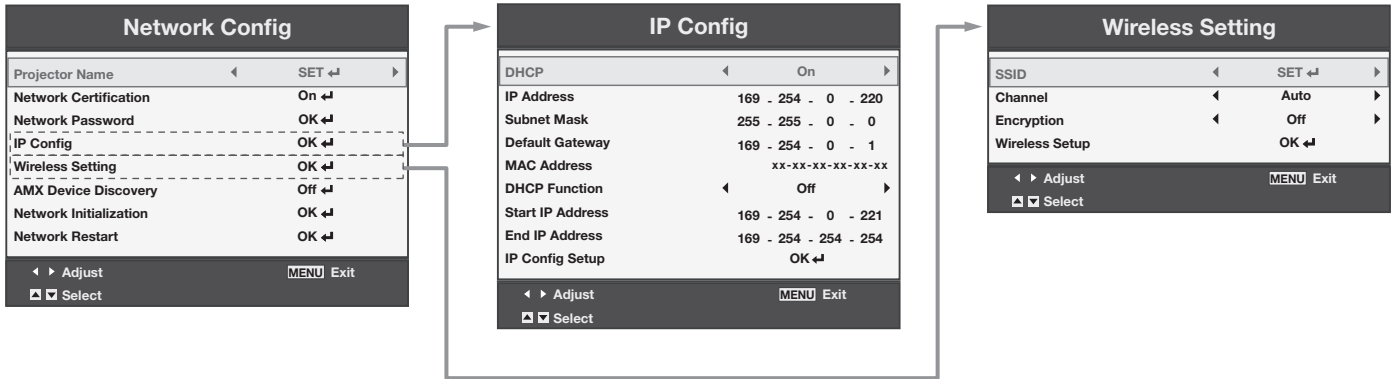 Network Config
Projector Name SET
Network Certification On
Network Password OK
IP Config OK
Wireless Setting OK
AMX Device Discovery Off
Network Initialization OK
Network Restart OK
Adjust MENU Exit
Select
IP Config
DHCP On
IP Address 169 - 254 - 0 - 220
Subnet Mask 255 - 255 - 0 - 0
Default Gateway 169 - 254 - 0 - 1
MAC Address xx-xx-xx-xx-xx-xx
DHCP Function Off
Start IP Address 169 - 254 - 0 - 221
End IP Address 169 - 254 - 254 - 254
IP Config Setup OK
Adjust MENU Exit
Select
Wireless Setting
SSID SET
Channel Auto
Encryption Off
Wireless Setup OK
Adjust MENU Exit
Select